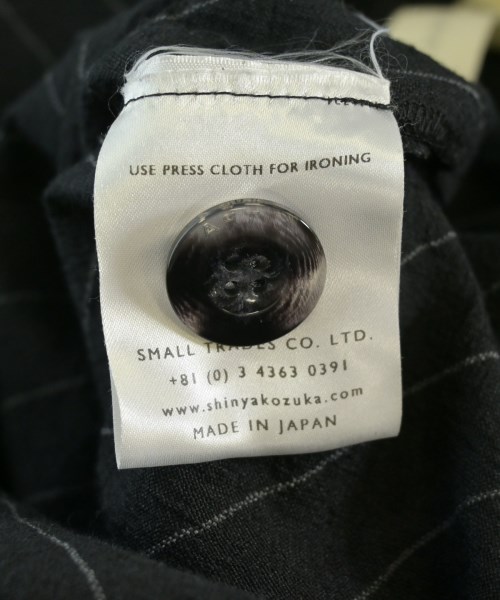 USE PRESS CLOTH FOR IRONING
SMALL TRADES CO. LTD.
+81 (0) 3 4363 0391
www.shinyakozuka.com
MADE IN JAPAN